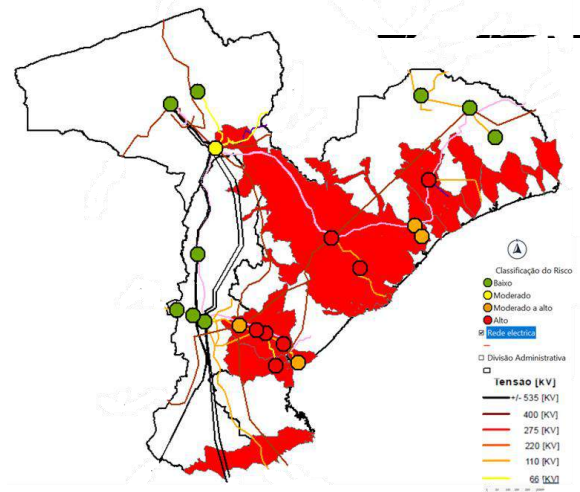 Classificação do Risco
Baixo
Moderado
Moderado a alto
Alto
Rede electrica
Divisão Administrativa
Tensão [KV]
+/- 535 [KV]
400 [KV]
275 [KV]
220 [KV]
110 [KV]
66 [KV]